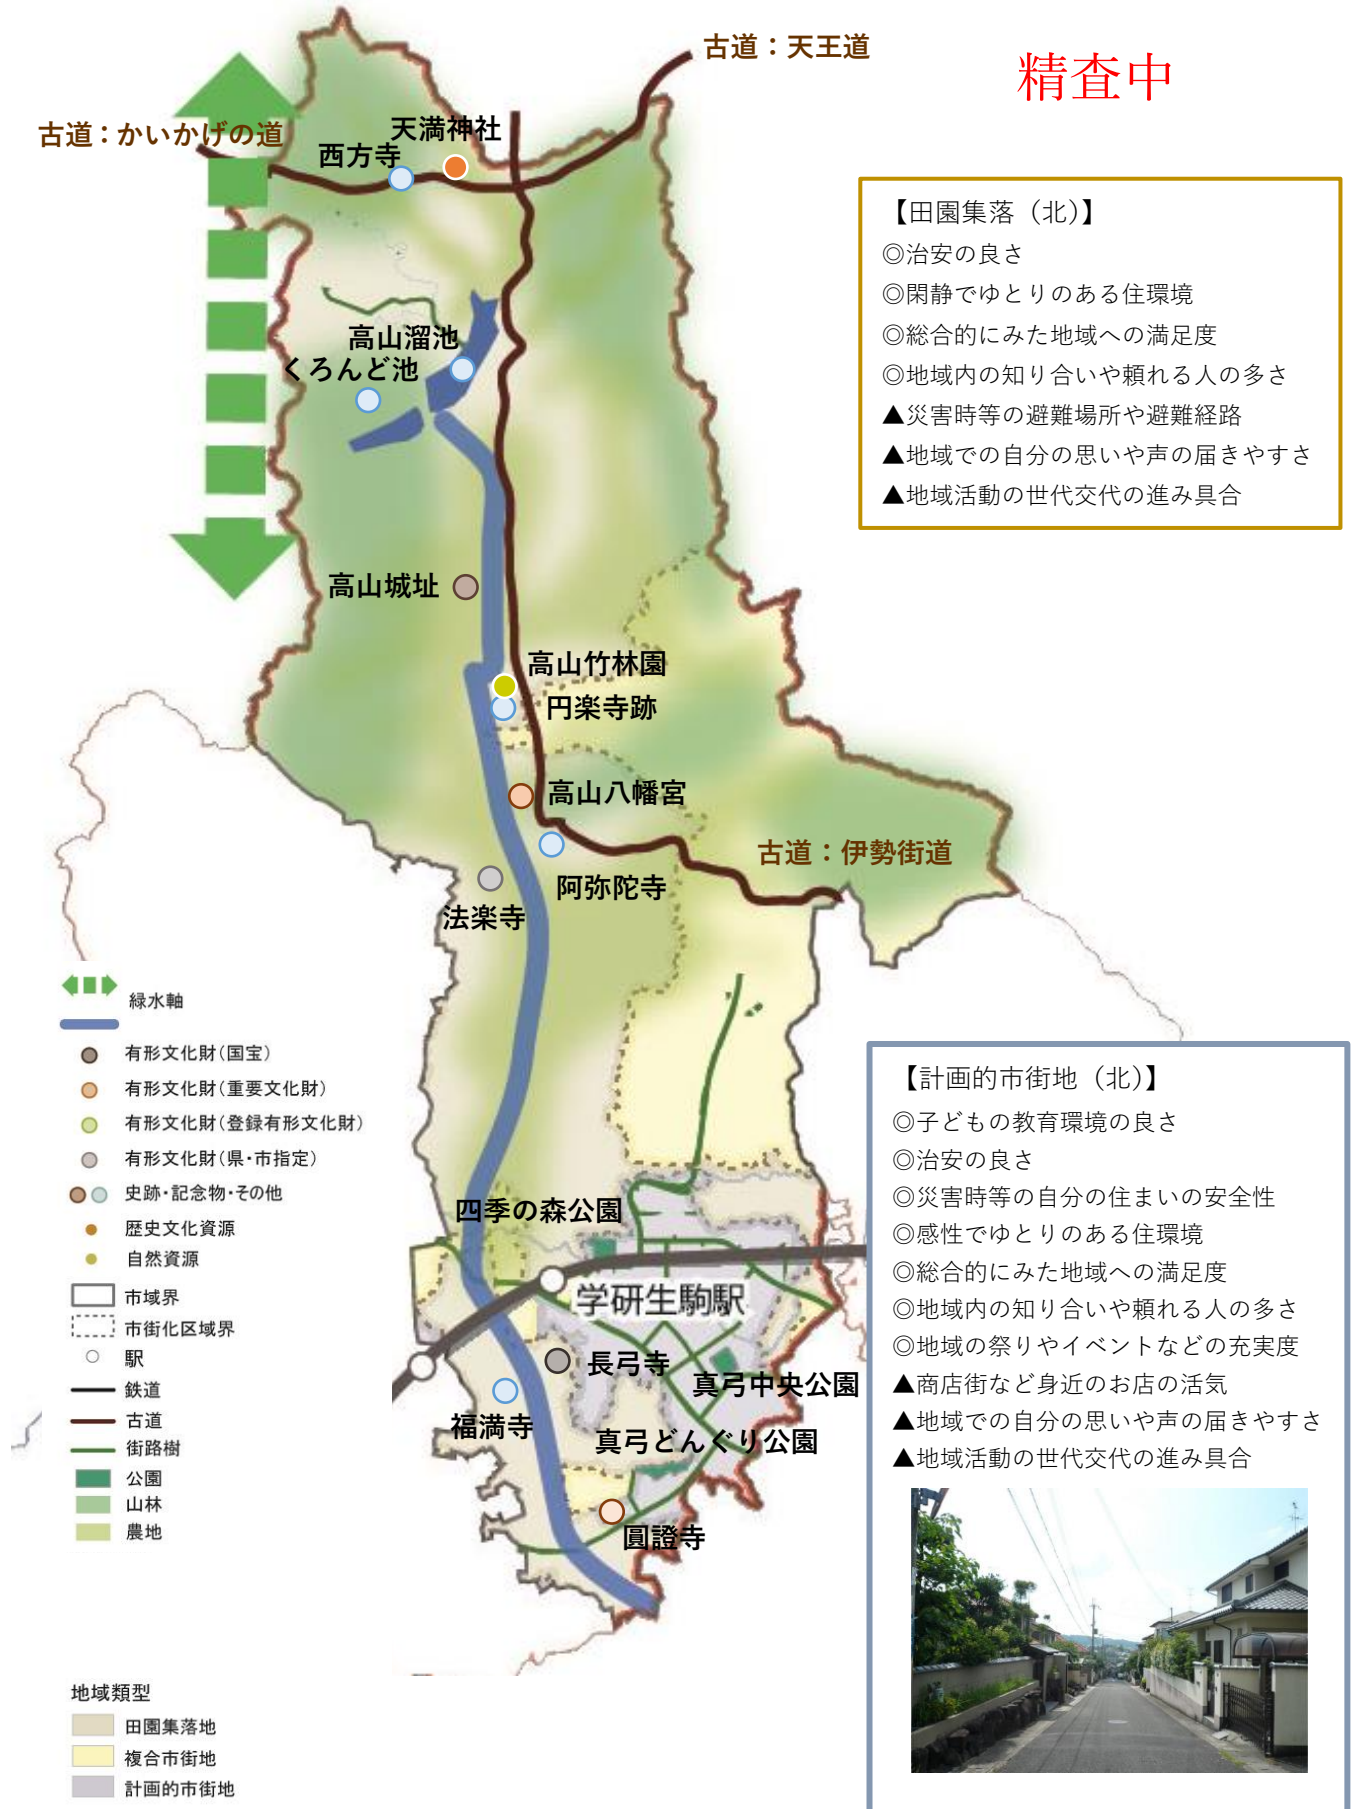 古道：天王道
精査中
古道：かいかげの道
天満神社
西方寺
【田園集落（北）】
◎治安の良さ
◎閑静でゆとりのある住環境
◎総合的にみた地域への満足度
◎地域内の知り合いや頼れる人の多さ
▲災害時等の避難場所や避難経路
▲地域での自分の思いや声の届きやすさ
▲地域活動の世代交代の進み具合
高山溜池
くろんど池
高山城址
高山竹林園
円楽寺跡
高山八幡宮
古道：伊勢街道
阿弥陀寺
法楽寺
緑水軸
有形文化財（国宝）
有形文化財（重要文化財）
有形文化財（登録有形文化財）
有形文化財（県・市指定）
史跡・記念物・その他
歴史文化資源
自然資源
市域界
市街化区域界
駅
鉄道
古道
街路樹
公園
山林
農地
四季の森公園
学研生駒駅
長弓寺
真弓中央公園
福満寺
真弓どんぐり公園
圓證寺
【計画的市街地（北）】
◎子どもの教育環境の良さ
◎治安の良さ
◎災害時等の自分の住まいの安全性
◎感性でゆとりのある住環境
◎総合的にみた地域への満足度
◎地域内の知り合いや頼れる人の多さ
◎地域の祭りやイベントなどの充実度
▲商店街など身近のお店の活気
▲地域での自分の思いや声の届きやすさ
▲地域活動の世代交代の進み具合
地域類型
田園集落地
複合市街地
計画的市街地